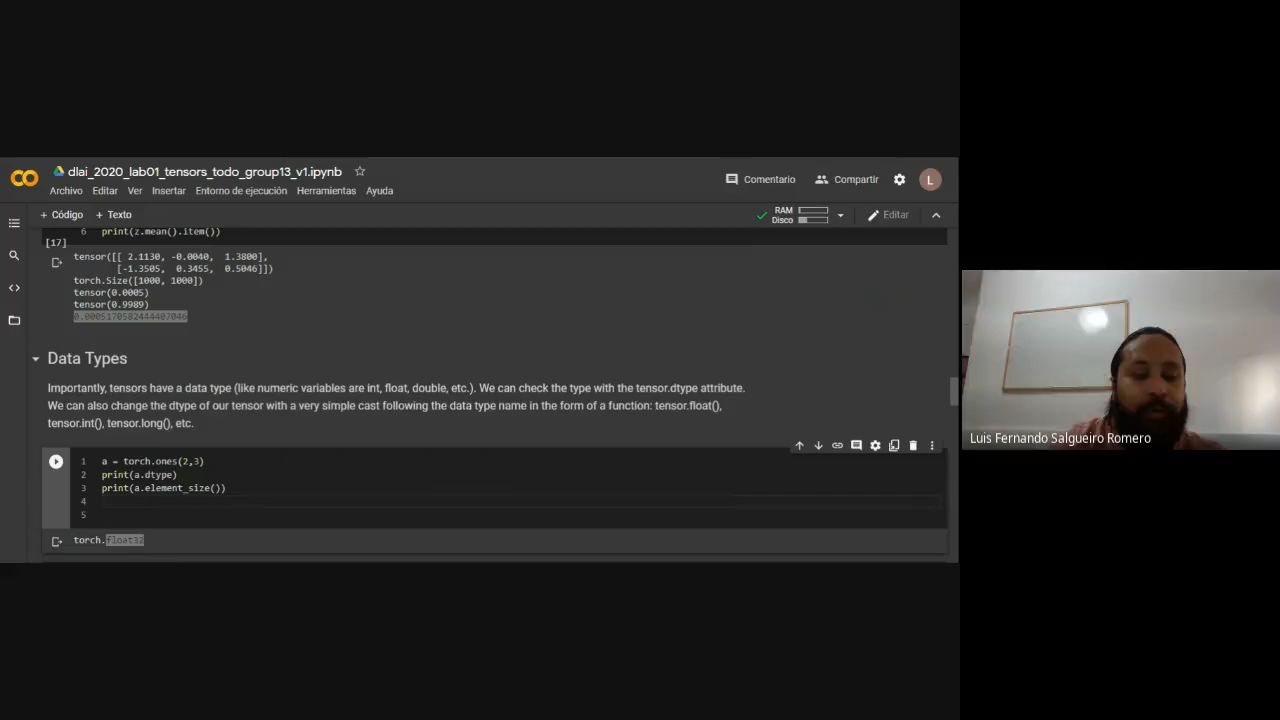 dlai_2020_lab01_tensors_todo_group13_v1.ipynb
Comentario
Compartir
L
Archivo Editar Ver Insertar Entorno de ejecución Herramientas Ayuda
+ Código + Texto
RAM
Disco
Editar
6 print(z.mean().item())
[17]
tensor([[ 2.1130, -0.0040, 1.3800],
[-1.3505, 0.3455, 0.5046]])
torch.Size([1000, 1000])
tensor(0.0005)
tensor(0.9989)
0.0005170582444407046
Data Types
Importantly, tensors have a data type (like numeric variables are int, float, double, etc.). We can check the type with the tensor.dtype attribute.
We can also change the dtype of our tensor with a very simple cast following the data type name in the form of a function: tensor.float(),
tensor.int(), tensor.long(), etc.
1 a = torch.ones(2,3)
2 print(a.dtype)
3 print(a.element_size())
4
5
torch.float32
Luis Fernando Salgueiro Romero